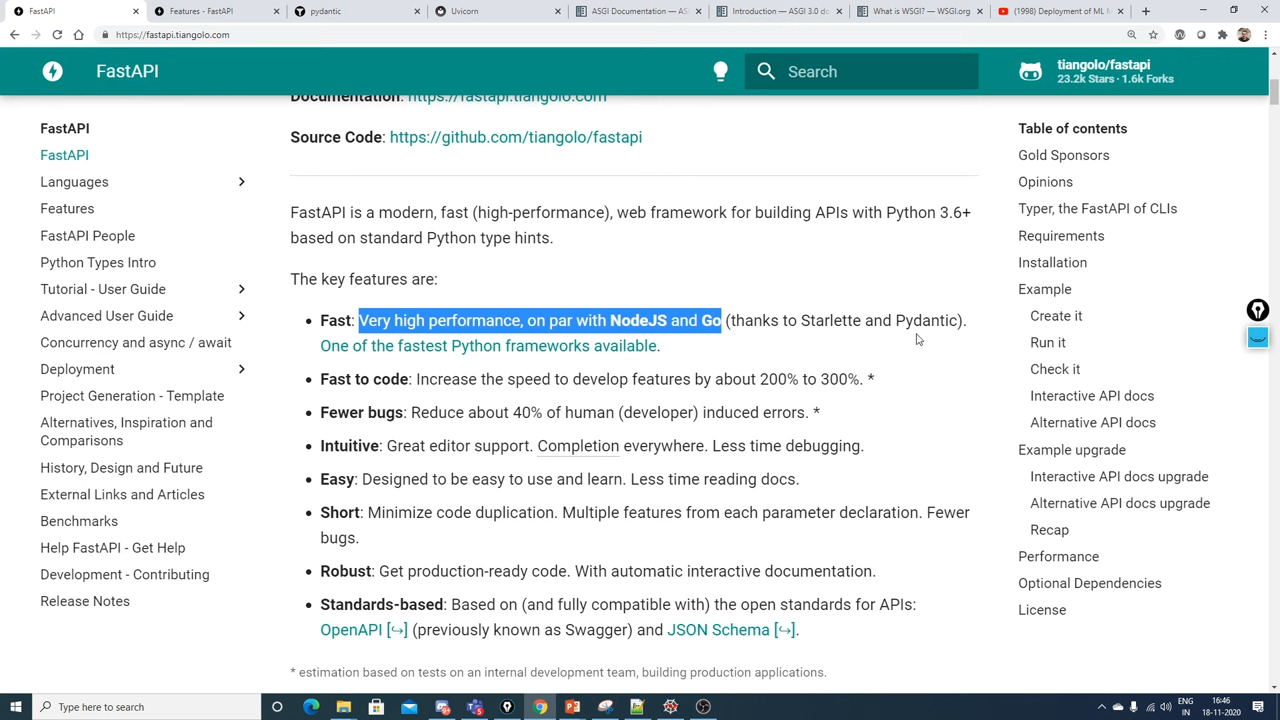 FastAPI
Features - FastAPI
pydantic
Uvicorn
ASGI Documentation — AS
Introduction — ASGI 3.0 do
What is WSGI? — WSGI.org
(1998) Deployment of ML M
https://fastapi.tiangolo.com
FastAPI
Search
tiangolo/fastapi
23.2k Stars · 1.6k Forks
FastAPI
FastAPI
Languages
Features
FastAPI People
Python Types Intro
Tutorial - User Guide
Advanced User Guide
Concurrency and async / await
Deployment
Project Generation - Template
Alternatives, Inspiration and
Comparisons
History, Design and Future
External Links and Articles
Benchmarks
Help FastAPI - Get Help
Development - Contributing
Release Notes
Documentation: https://fastapi.tiangolo.com
Source Code: https://github.com/tiangolo/fastapi
FastAPI is a modern, fast (high-performance), web framework for building APIs with Python 3.6+
based on standard Python type hints.
The key features are:
• Fast: Very high performance, on par with NodeJS and Go (thanks to Starlette and Pydantic).
One of the fastest Python frameworks available.
• Fast to code: Increase the speed to develop features by about 200% to 300%. *
• Fewer bugs: Reduce about 40% of human (developer) induced errors. *
• Intuitive: Great editor support. Completion everywhere. Less time debugging.
• Easy: Designed to be easy to use and learn. Less time reading docs.
• Short: Minimize code duplication. Multiple features from each parameter declaration. Fewer
bugs.
• Robust: Get production-ready code. With automatic interactive documentation.
• Standards-based: Based on (and fully compatible with) the open standards for APIs:
OpenAPI [↪] (previously known as Swagger) and JSON Schema [↪].
* estimation based on tests on an internal development team, building production applications.
Table of contents
Gold Sponsors
Opinions
Typer, the FastAPI of CLIs
Requirements
Installation
Example
Create it
Run it
Check it
Interactive API docs
Alternative API docs
Example upgrade
Interactive API docs upgrade
Alternative API docs upgrade
Recap
Performance
Optional Dependencies
License
Type here to search
ENG
IN
16:46
18-11-2020